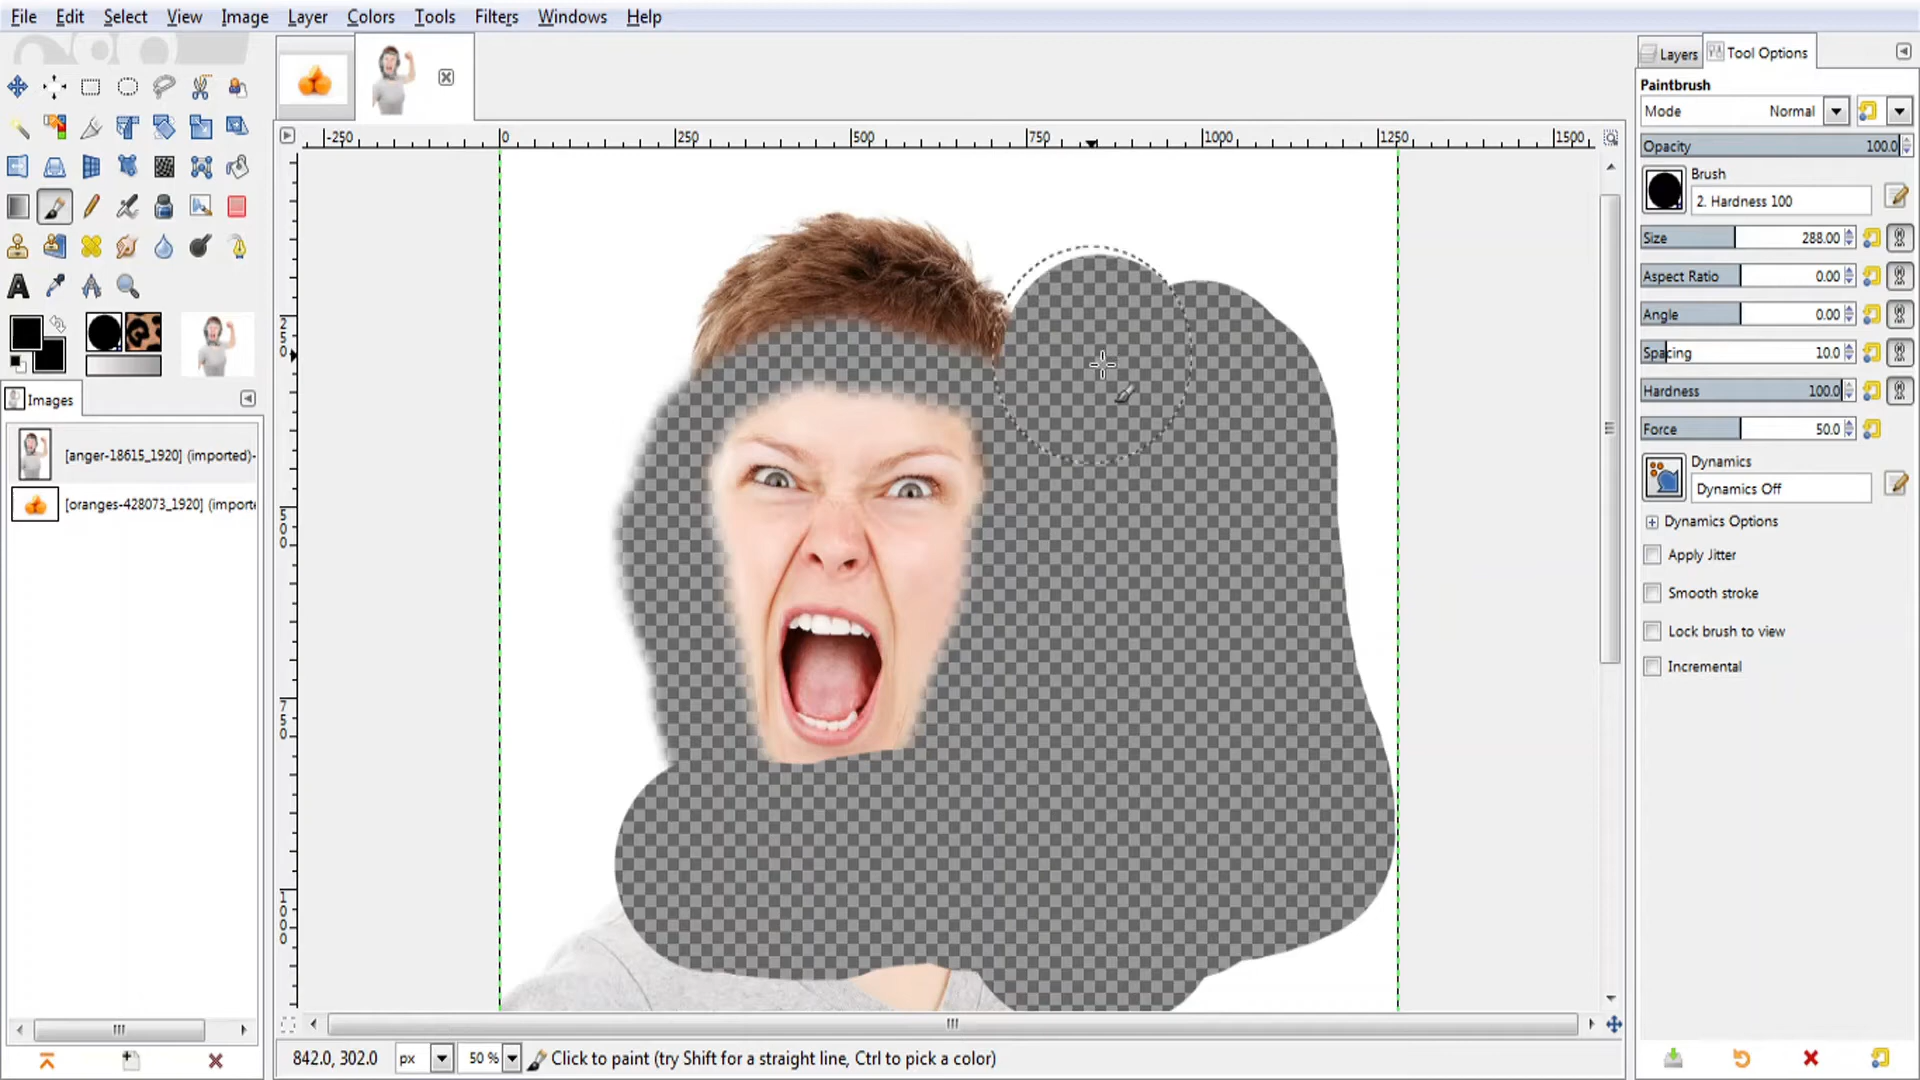 File Edit Select View Image Layer Colors Tools Filters Windows Help
Layers Tool Options
Paintbrush
Mode Normal
-250 0 250 500 750 1000 1250 1500
Opacity 100.0
Brush
2. Hardness 100
Size 288.00
Aspect Ratio 0.00
Angle 0.00
Spacing 10.0
Hardness 100.0
Force 50.0
Dynamics
Dynamics Off
Dynamics Options
Apply Jitter
Smooth stroke
Lock brush to view
Incremental
Images
[anger-18615_1920] (imported)-
[oranges-428073_1920] (import
250
500
750
1000
842.0, 302.0 px 50 % Click to paint (try Shift for a straight line, Ctrl to pick a color)